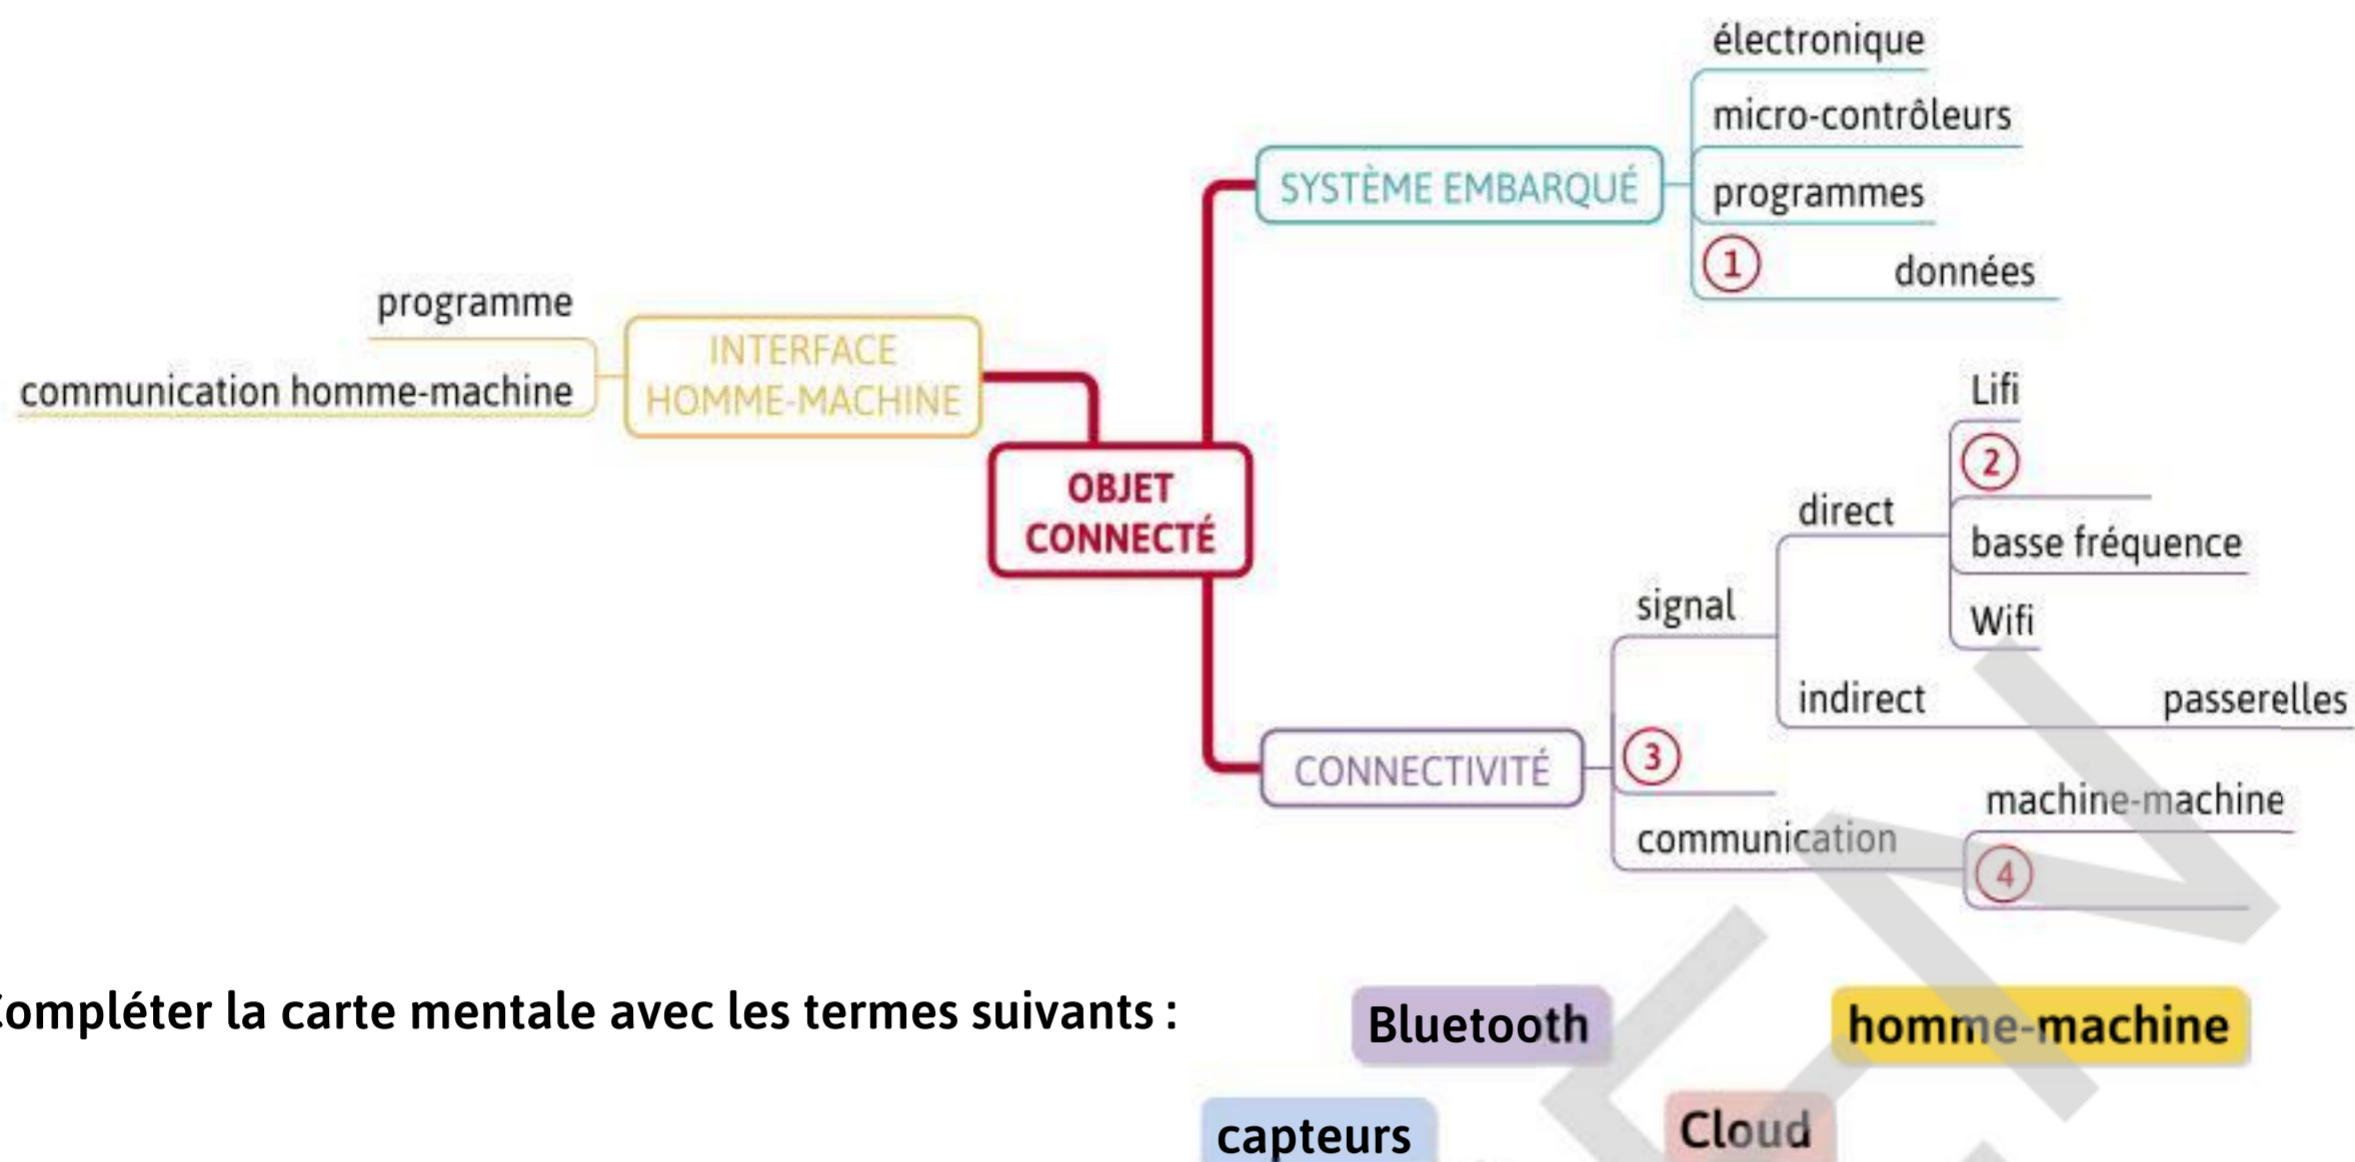 électronique
micro-contrôleurs
SYSTÈME EMBARQUÉ
programmes
1 données
programme
INTERFACE
HOMME-MACHINE
communication homme-machine
Lifi
2
OBJET
CONNECTÉ
direct
basse fréquence
signal
Wifi
indirect passerelles
3
CONNECTIVITÉ
machine-machine
communication
4
ompléter la carte mentale avec les termes suivants :
Bluetooth
homme-machine
capteurs
Cloud